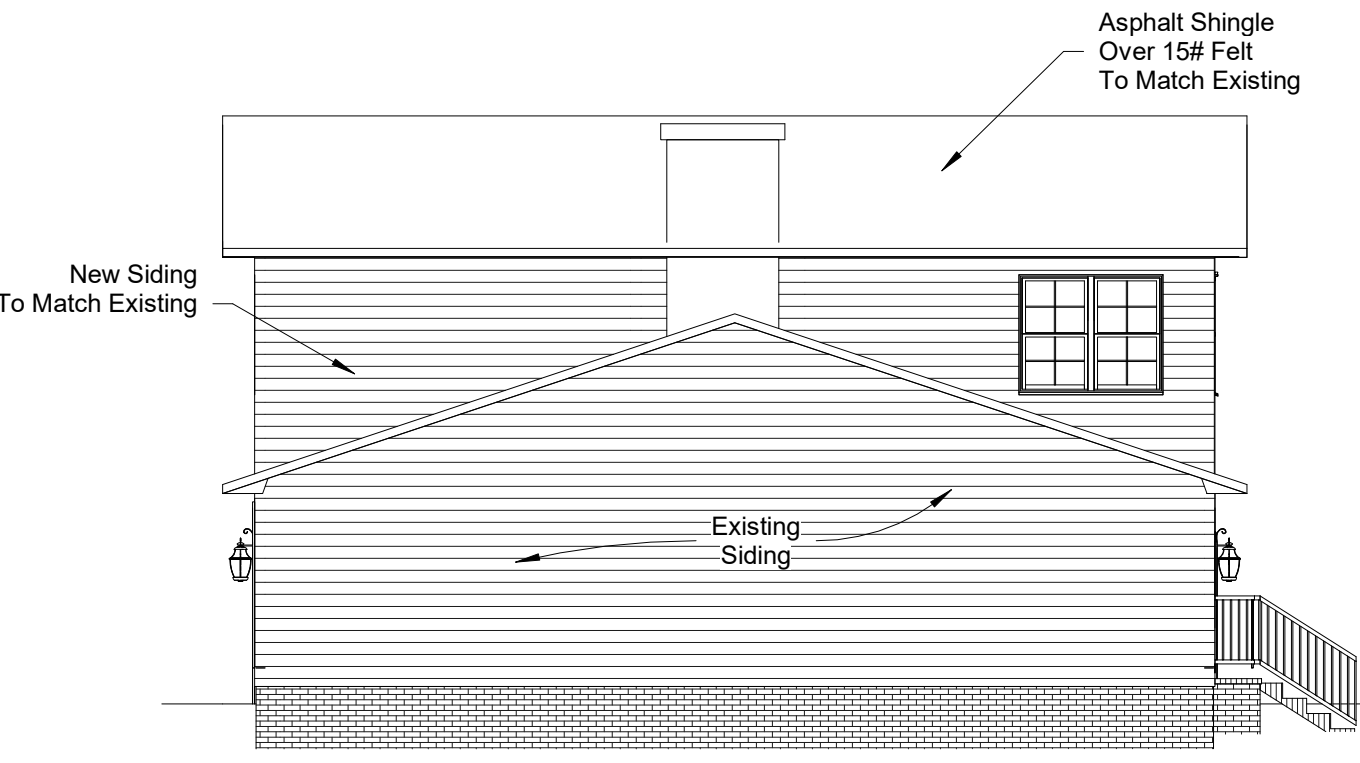 Asphalt Shingle
Over 15# Felt
To Match Existing
New Siding
To Match Existing
Existing
Siding